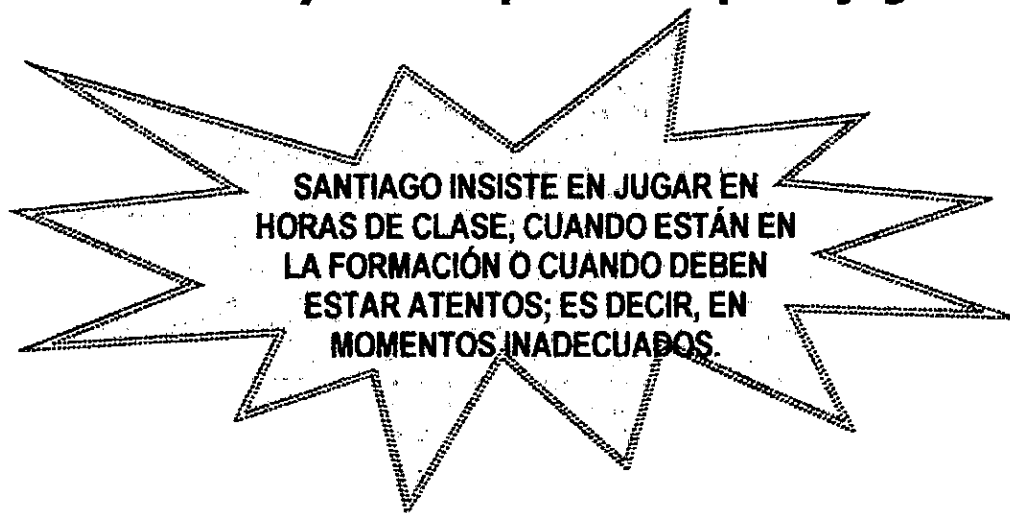 SANTIAGO INSISTE EN JUGAR EN
HORAS DE CLASE, CUANDO ESTÁN EN
LA FORMACIÓN O CUANDO DEBEN
ESTAR ATENTOS; ES DECIR, EN
MOMENTOS INADECUADOS.